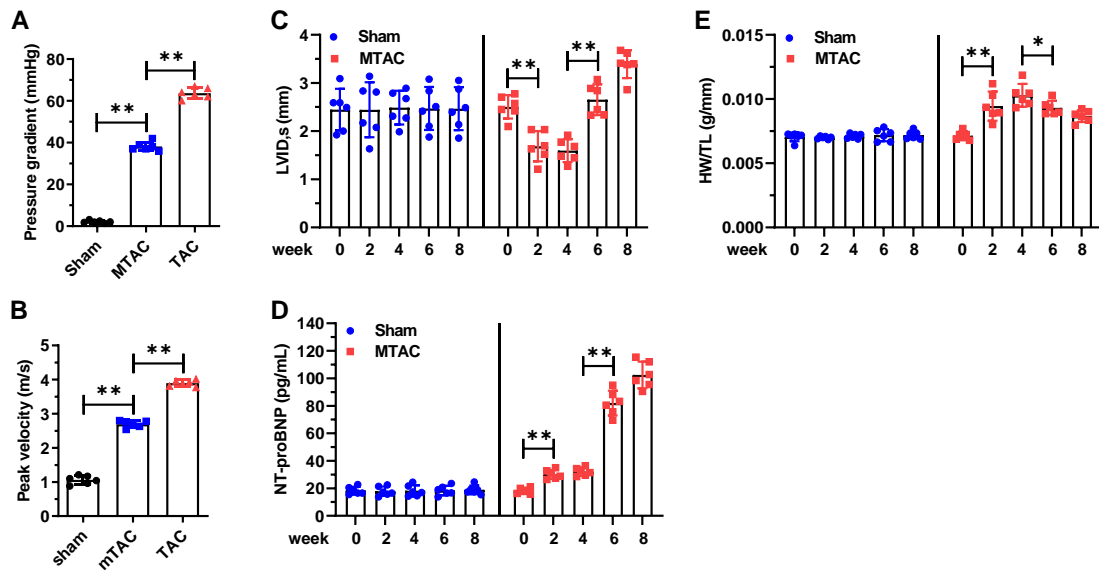 A
Pressure gradient (mmHg)
80
60
40
20
0
**
**
Sham
MTAC
TAC
B
Peak velocity (m/s)
5
4
3
2
1
0
**
**
sham
mTAC
TAC
C
Sham
MTAC
LVID,s (mm)
4
3
2
1
0
**
**
week 0 2 4 6 8 0 2 4 6 8
D
Sham
MTAC
NT-proBNP (pg/mL)
140
120
100
80
60
40
20
0
**
**
week 0 2 4 6 8 0 2 4 6 8
E
Sham
MTAC
HW/TL (g/mm)
0.015
0.010
0.005
0.000
**
*
week 0 2 4 6 8 0 2 4 6 8